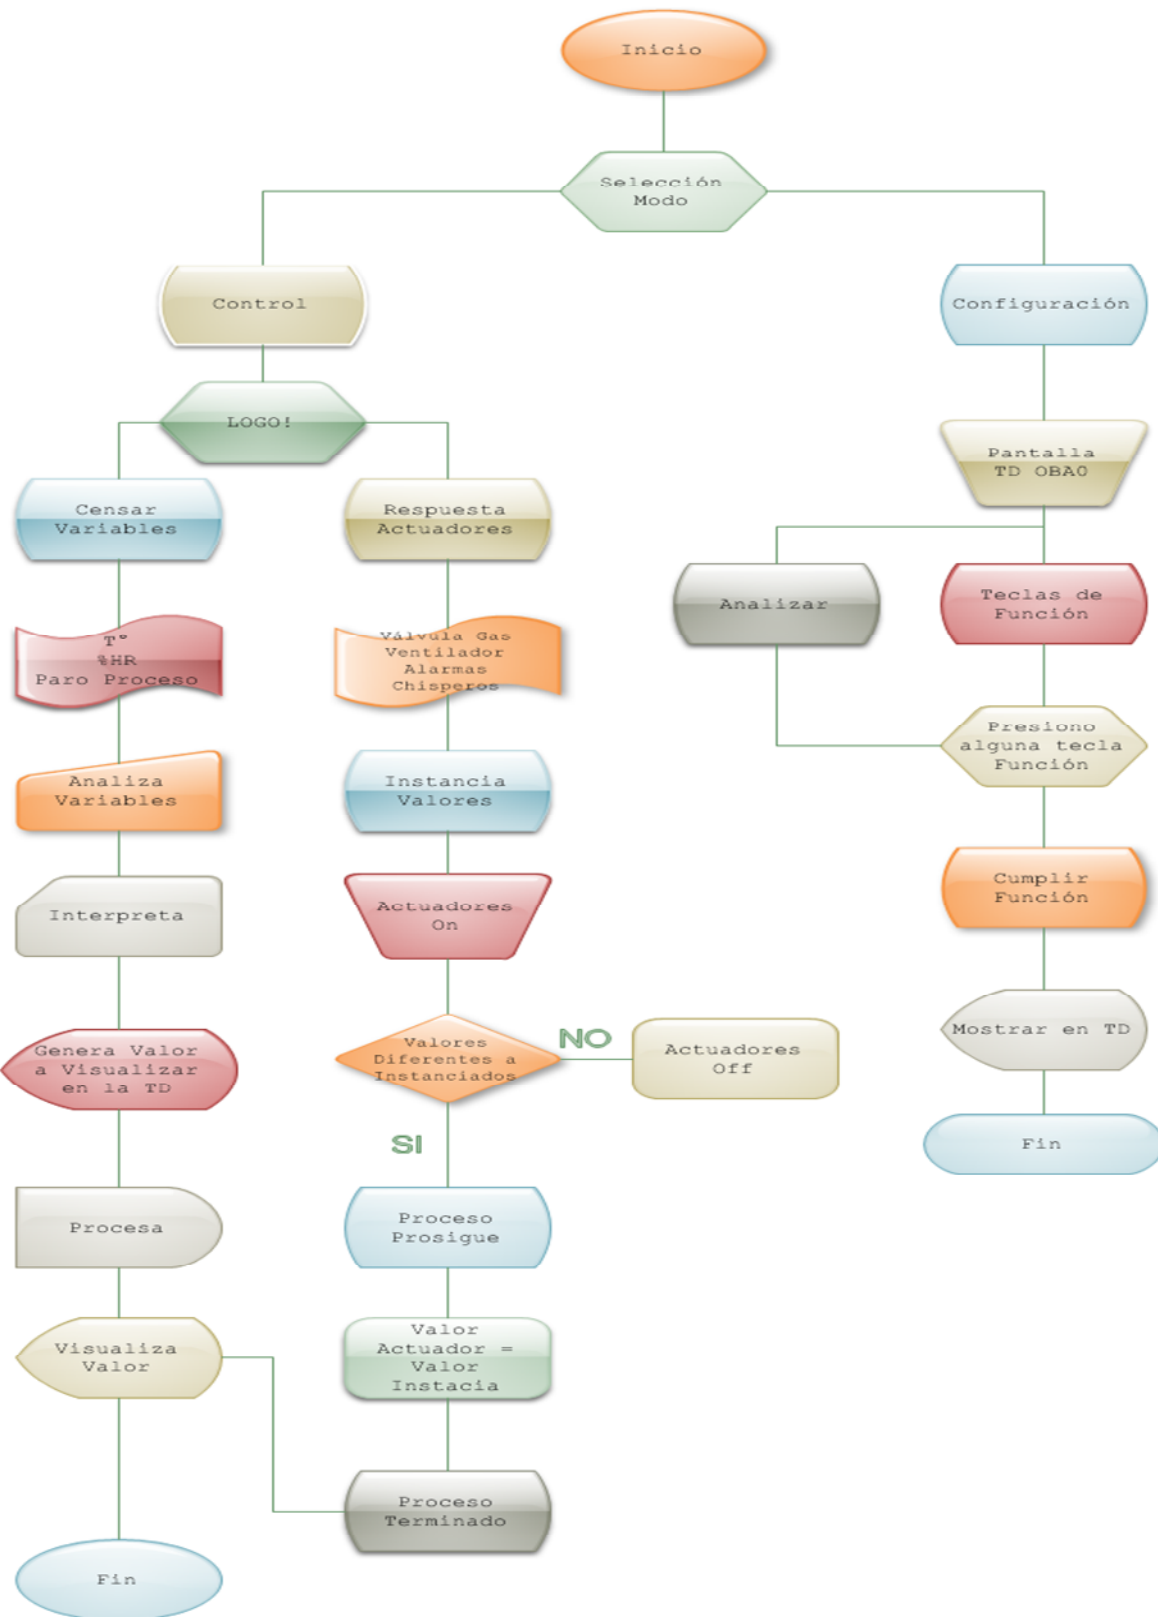 Inicio
Selección
Modo
Control
Configuración
LOGO!
Pantalla
TD OBA0
Censar
Variables
Respuesta
Actuadores
Analizar
Teclas de
Función
T°
%HR
Paro Proceso
Válvula Gas
Ventilador
Alarmas
Chisperos
Presiono
alguna tecla
Función
Analiza
Variables
Instancia
Valores
Cumplir
Función
Interpreta
Actuadores
On
Mostrar en TD
Genera Valor
a Visualizar
en la TD
Valores
Diferentes a
Instanciados
NO
Actuadores
Off
SI
Fin
Procesa
Proceso
Prosigue
Visualiza
Valor
Valor
Actuador =
Valor
Instacia
Proceso
Terminado
Fin